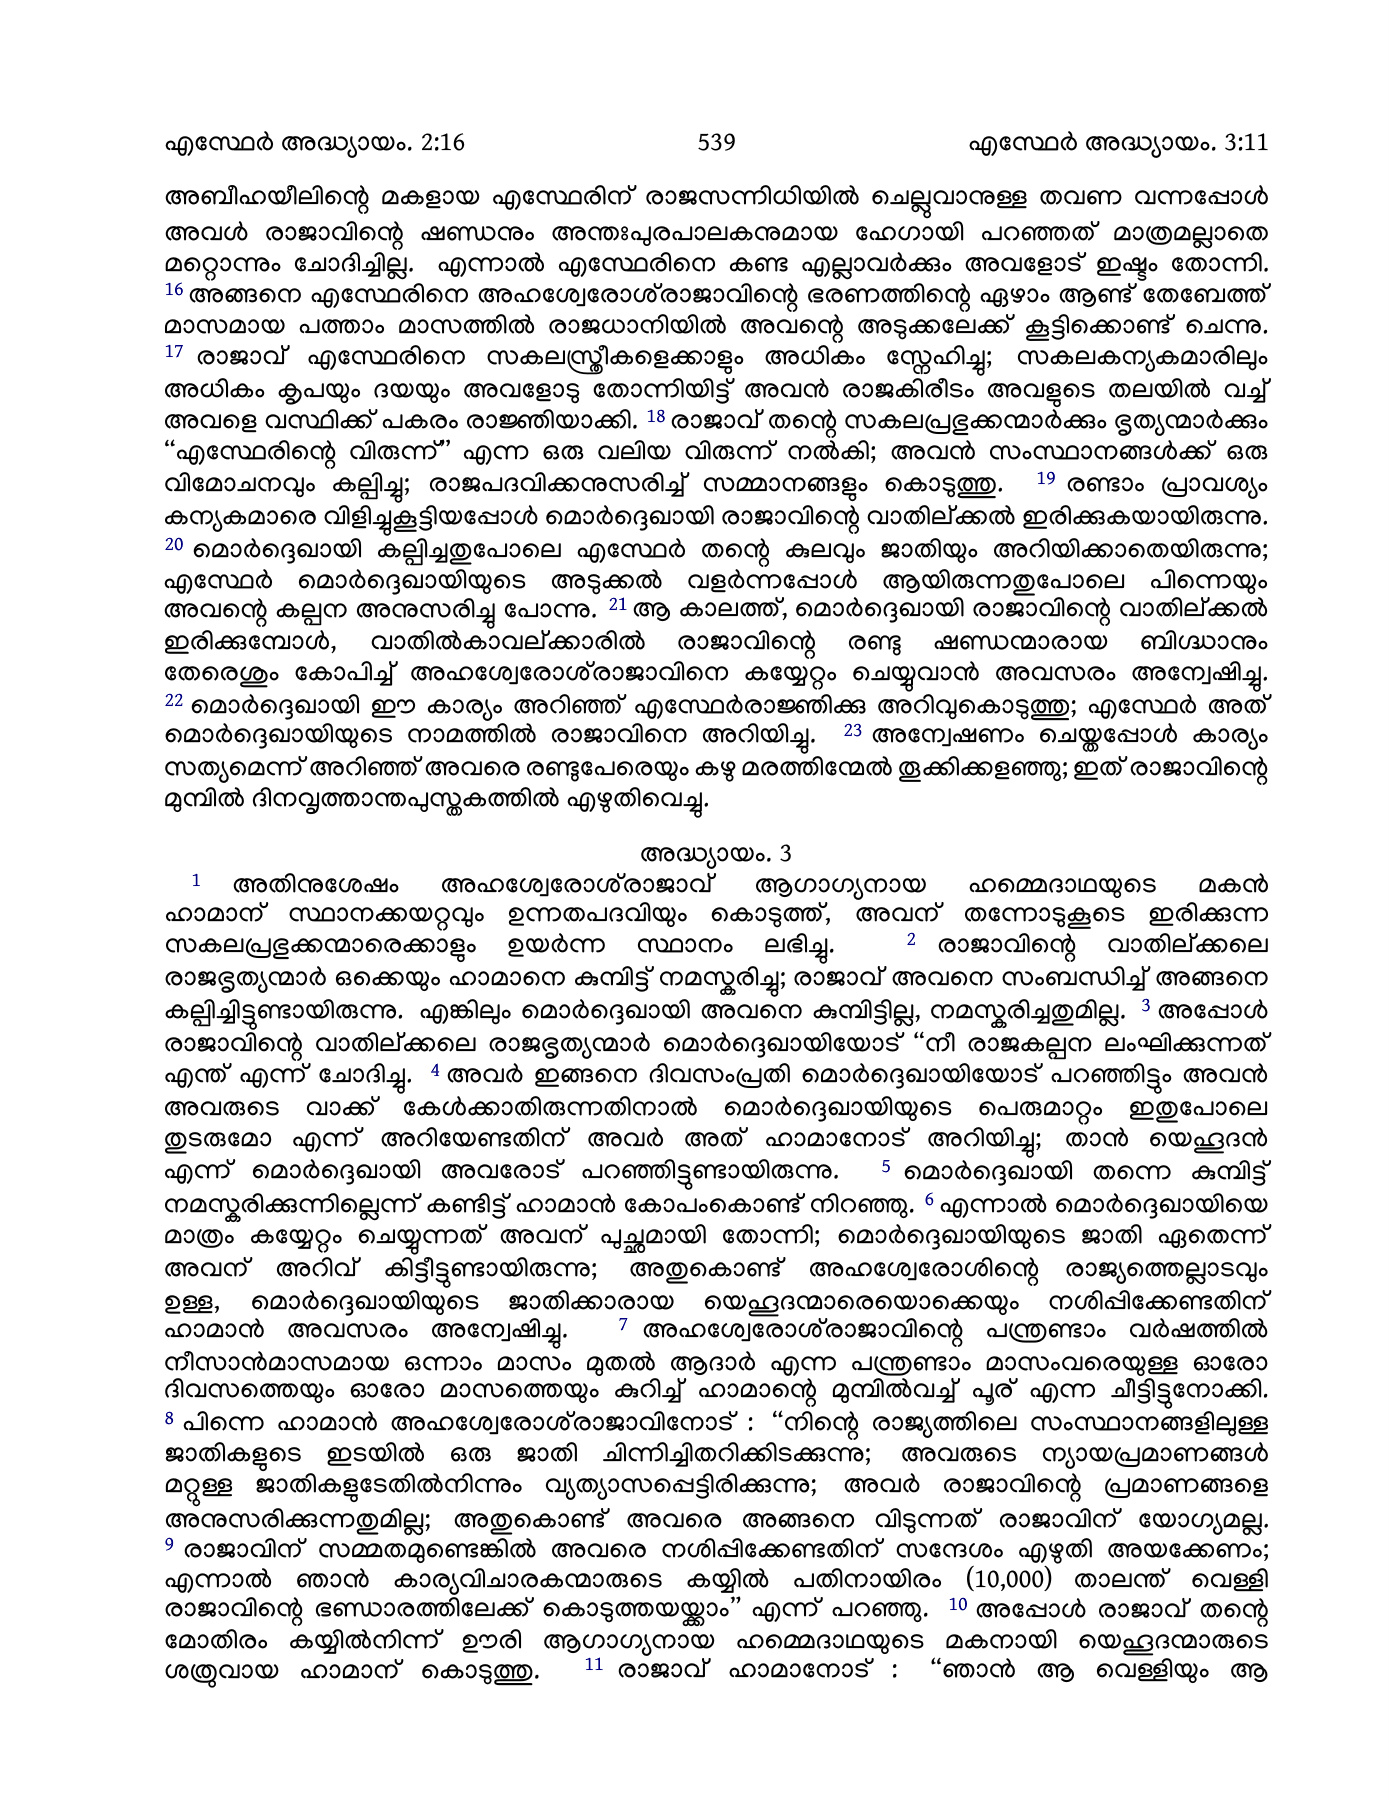 എസ്ഥേർ അദ്ധ്യായം. 2:16 539 എസ്ഥേർ അദ്ധ്യായം. 3:11
അബീഹയീലിന്റെ മകളായ എസ്ഥേരിന് രാജസന്നിധിയിൽ ചെല്ലുവാനുള്ള തവണ വന്നപ്പോൾ
അവൾ രാജാവിന്റെ ഷണ്ഡനും അന്തഃപുരപാലകനുമായ ഹേഗായി പറഞ്ഞത് മാത്രമല്ലാതെ
മറ്റൊന്നും ചോദിച്ചില്ല. എന്നാൽ എസ്ഥേരിനെ കണ്ട എല്ലാവർക്കും അവളോട് ഇഷ്ടം തോന്നി.
16 അങ്ങനെ എസ്ഥേരിനെ അഹശ്വേരോശ്‌രാജാവിന്റെ ഭരണത്തിന്റെ ഏഴാം ആണ്ട് തേബേത്ത്
മാസമായ പത്താം മാസത്തിൽ രാജധാനിയിൽ അവന്റെ അടുക്കലേക്ക് കൂട്ടിക്കൊണ്ട് ചെന്നു.
17 രാജാവ് എസ്ഥേരിനെ സകലസ്ത്രീകളെക്കാളും അധികം സ്നേഹിച്ചു; സകലകന്യകമാരിലും
അധികം കൃപയും ദയയും അവളോടു തോന്നിയിട്ട് അവൻ രാജകിരീടം അവളുടെ തലയിൽ വച്ച്
അവളെ വസ്ഥിക്ക് പകരം രാജ്ഞിയാക്കി. 18 രാജാവ് തന്റെ സകലപ്രഭുക്കന്മാർക്കും ഭൃത്യന്മാർക്കും
“എസ്ഥേരിന്റെ വിരുന്ന്” എന്ന ഒരു വലിയ വിരുന്ന് നൽകി; അവൻ സംസ്ഥാനങ്ങൾക്ക് ഒരു
വിമോചനവും കല്പിച്ചു; രാജപദവിക്കനുസരിച്ച് സമ്മാനങ്ങളും കൊടുത്തു. 19 രണ്ടാം പ്രാവശ്യം
കന്യകമാരെ വിളിച്ചുകൂട്ടിയപ്പോൾ മൊർദ്ദെഖായി രാജാവിന്റെ വാതില്ക്കൽ ഇരിക്കുകയായിരുന്നു.
20 മൊർദ്ദെഖായി കല്പിച്ചതുപോലെ എസ്ഥേർ തന്റെ കുലവും ജാതിയും അറിയിക്കാതെയിരുന്നു;
എസ്ഥേർ മൊർദ്ദെഖായിയുടെ അടുക്കൽ വളർന്നപ്പോൾ ആയിരുന്നതുപോലെ പിന്നെയും
അവന്റെ കല്പന അനുസരിച്ചു പോന്നു. 21 ആ കാലത്ത്, മൊർദ്ദെഖായി രാജാവിന്റെ വാതില്ക്കൽ
ഇരിക്കുമ്പോൾ, വാതിൽകാവല്ക്കാരിൽ രാജാവിന്റെ രണ്ടു ഷണ്ഡന്മാരായ ബിഗ്ദ്ധാനും
തേരെശും കോപിച്ച് അഹശ്വേരോശ്‌രാജാവിനെ കയ്യേറ്റം ചെയ്യുവാൻ അവസരം അന്വേഷിച്ചു.
22 മൊർദ്ദെഖായി ഈ കാര്യം അറിഞ്ഞ് എസ്ഥേർരാജ്ഞിക്കു അറിവുകൊടുത്തു; എസ്ഥേർ അത്
മൊർദ്ദെഖായിയുടെ നാമത്തിൽ രാജാവിനെ അറിയിച്ചു. 23 അന്വേഷണം ചെയ്തപ്പോൾ കാര്യം
സത്യമെന്ന് അറിഞ്ഞ് അവരെ രണ്ടുപേരെയും കഴു മരത്തിന്മേൽ തൂക്കിക്കളഞ്ഞു; ഇത് രാജാവിന്റെ
മുമ്പിൽ ദിനവൃത്താന്തപുസ്തകത്തിൽ എഴുതിവെച്ചു.
അദ്ധ്യായം. 3
1 അതിനുശേഷം അഹശ്വേരോശ്‌രാജാവ് ആഗാഗ്യനായ ഹമ്മെദാഥയുടെ മകൻ
ഹാമാന് സ്ഥാനക്കയറ്റവും ഉന്നതപദവിയും കൊടുത്ത്, അവന് തന്നോടുകൂടെ ഇരിക്കുന്ന
സകലപ്രഭുക്കന്മാരെക്കാളും ഉയർന്ന സ്ഥാനം ലഭിച്ചു. 2 രാജാവിന്റെ വാതില്ക്കലെ
രാജഭൃത്യന്മാർ ഒക്കെയും ഹാമാനെ കുമ്പിട്ട് നമസ്കരിച്ചു; രാജാവ് അവനെ സംബന്ധിച്ച് അങ്ങനെ
കല്പിച്ചിട്ടുണ്ടായിരുന്നു. എങ്കിലും മൊർദ്ദെഖായി അവനെ കുമ്പിട്ടില്ല, നമസ്കരിച്ചതുമില്ല. 3 അപ്പോൾ
രാജാവിന്റെ വാതില്ക്കലെ രാജഭൃത്യന്മാർ മൊർദ്ദെഖായിയോട് “നീ രാജകല്പന ലംഘിക്കുന്നത്
എന്ത് എന്ന് ചോദിച്ചു. 4 അവർ ഇങ്ങനെ ദിവസംപ്രതി മൊർദ്ദെഖായിയോട് പറഞ്ഞിട്ടും അവൻ
അവരുടെ വാക്ക് കേൾക്കാതിരുന്നതിനാൽ മൊർദ്ദെഖായിയുടെ പെരുമാറ്റം ഇതുപോലെ
തുടരുമോ എന്ന് അറിയേണ്ടതിന് അവർ അത് ഹാമാനോട് അറിയിച്ചു; താൻ യെഹൂദൻ
എന്ന് മൊർദ്ദെഖായി അവരോട് പറഞ്ഞിട്ടുണ്ടായിരുന്നു. 5 മൊർദ്ദെഖായി തന്നെ കുമ്പിട്ട്
നമസ്കരിക്കുന്നില്ലെന്ന് കണ്ടിട്ട് ഹാമാൻ കോപംകൊണ്ട് നിറഞ്ഞു. 6 എന്നാൽ മൊർദ്ദെഖായിയെ
മാത്രം കയ്യേറ്റം ചെയ്യുന്നത് അവന് പുച്ഛമായി തോന്നി; മൊർദ്ദെഖായിയുടെ ജാതി ഏതെന്ന്
അവന് അറിവ് കിട്ടീട്ടുണ്ടായിരുന്നു; അതുകൊണ്ട് അഹശ്വേരോശിന്റെ രാജ്യത്തെല്ലാടവും
ഉള്ള, മൊർദ്ദെഖായിയുടെ ജാതിക്കാരായ യെഹൂദന്മാരെയൊക്കെയും നശിപ്പിക്കേണ്ടതിന്
ഹാമാൻ അവസരം അന്വേഷിച്ചു. 7 അഹശ്വേരോശ്‌രാജാവിന്റെ പന്ത്രണ്ടാം വർഷത്തിൽ
നീസാൻമാസമായ ഒന്നാം മാസം മുതൽ ആദാർ എന്ന പന്ത്രണ്ടാം മാസംവരെയുള്ള ഓരോ
ദിവസത്തെയും ഓരോ മാസത്തെയും കുറിച്ച് ഹാമാന്റെ മുമ്പിൽവച്ച് പൂര് എന്ന ചീട്ടിട്ടുനോക്കി.
8 പിന്നെ ഹാമാൻ അഹശ്വേരോശ്‌രാജാവിനോട് : “നിന്റെ രാജ്യത്തിലെ സംസ്ഥാനങ്ങളിലുള്ള
ജാതികളുടെ ഇടയിൽ ഒരു ജാതി ചിന്നിച്ചിതറിക്കിടക്കുന്നു; അവരുടെ ന്യായപ്രമാണങ്ങൾ
മറ്റുള്ള ജാതികളുടേതിൽനിന്നും വ്യത്യാസപ്പെട്ടിരിക്കുന്നു; അവർ രാജാവിന്റെ പ്രമാണങ്ങളെ
അനുസരിക്കുന്നതുമില്ല; അതുകൊണ്ട് അവരെ അങ്ങനെ വിടുന്നത് രാജാവിന് യോഗ്യമല്ല.
9 രാജാവിന് സമ്മതമുണ്ടെങ്കിൽ അവരെ നശിപ്പിക്കേണ്ടതിന് സന്ദേശം എഴുതി അയക്കേണം;
എന്നാൽ ഞാൻ കാര്യവിചാരകന്മാരുടെ കയ്യിൽ പതിനായിരം (10,000) താലന്ത് വെള്ളി
രാജാവിന്റെ ഭണ്ഡാരത്തിലേക്ക് കൊടുത്തയയ്ക്കാം” എന്ന് പറഞ്ഞു. 10 അപ്പോൾ രാജാവ് തന്റെ
മോതിരം കയ്യിൽനിന്ന് ഊരി ആഗാഗ്യനായ ഹമ്മെദാഥയുടെ മകനായി യെഹൂദന്മാരുടെ
ശത്രുവായ ഹാമാന് കൊടുത്തു. 11 രാജാവ് ഹാമാനോട് : “ഞാൻ ആ വെള്ളിയും ആ